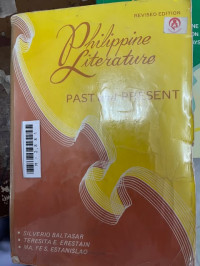 REVISED EDITION
Philippine
Literature
PAST PRESENT
• SILVERIO BALTASAR
• TERESITA E. ERESTAIN
• MA. FE S. ESTANISLAO